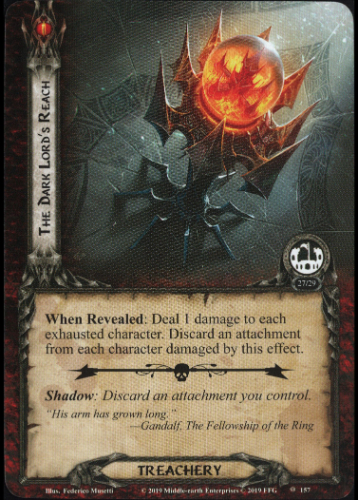 THE DARK LORD'S REACH
27/29
When Revealed: Deal 1 damage to each
exhausted character. Discard an attachment
from each character damaged by this effect.
Shadow: Discard an attachment you control.
"His arm has grown long."
—Gandalf, The Fellowship of the Ring
TREACHERY
Illus. Federico Musetti
© 2019 Middle-earth Enterprises © 2019 FFG
157